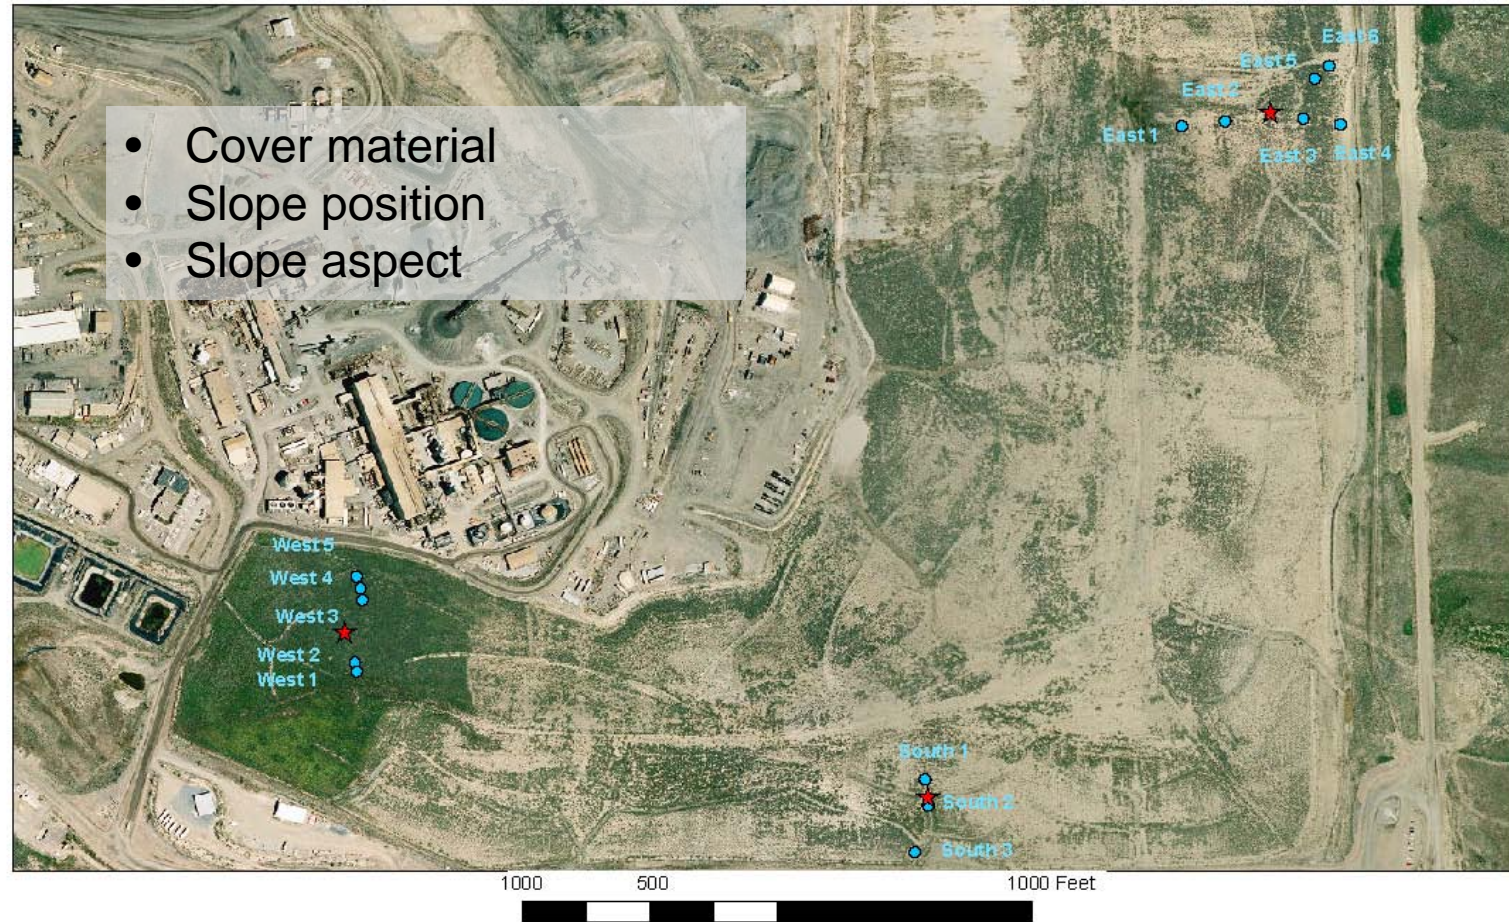 East 6
East 5
East 2
East 1
East 3
East 4
• Cover material
• Slope position
• Slope aspect
West 5
West 4
West 3
West 2
West 1
South 1
South 2
South 3
1000 500 1000 Feet